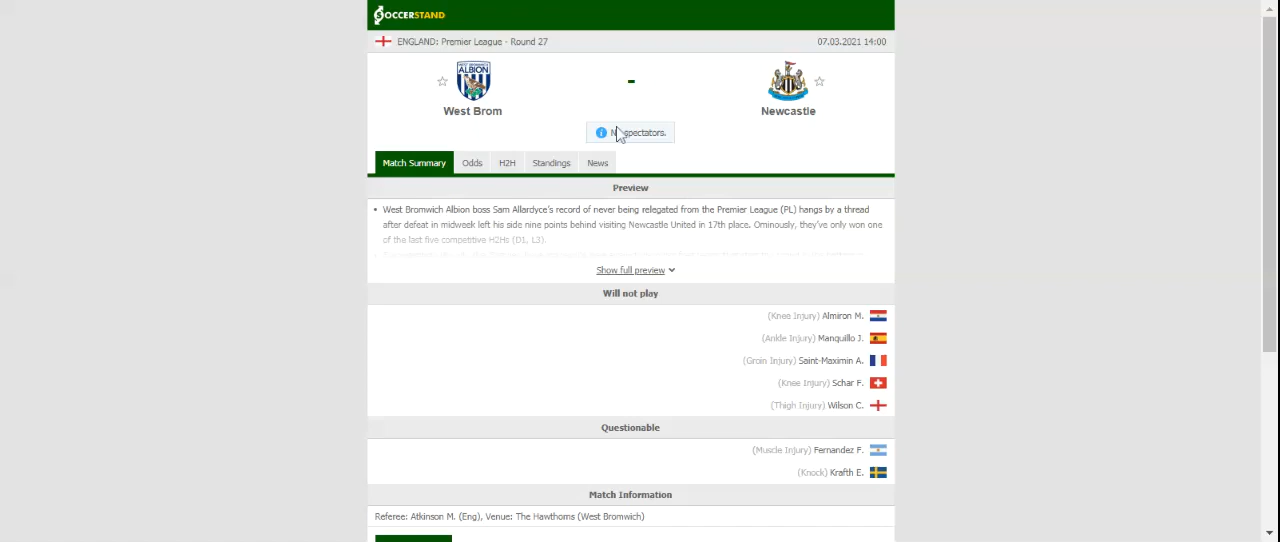 SOCCERSTAND
ENGLAND: Premier League - Round 27
07.03.2021 14:00
ALBION
West Brom
-
Newcastle
spectators.
Match Summary
Odds
H2H
Standings
News
Preview
• West Bromwich Albion boss Sam Allardyce's record of never being relegated from the Premier League (PL) hangs by a thread
after defeat in midweek left his side nine points behind visiting Newcastle United in 17th place. Ominously, they've only won one
of the last five competitive H2Hs (D1, L3).
Show full preview
Will not play
(Knee Injury) Almiron M.
(Ankle Injury) Manquillo J.
(Groin Injury) Saint-Maximin A.
(Knee Injury) Schar F.
(Thigh Injury) Wilson C.
Questionable
(Muscle Injury) Fernandez F.
(Knock) Krafth E.
Match Information
Referee: Atkinson M. (Eng), Venue: The Hawthorns (West Bromwich)